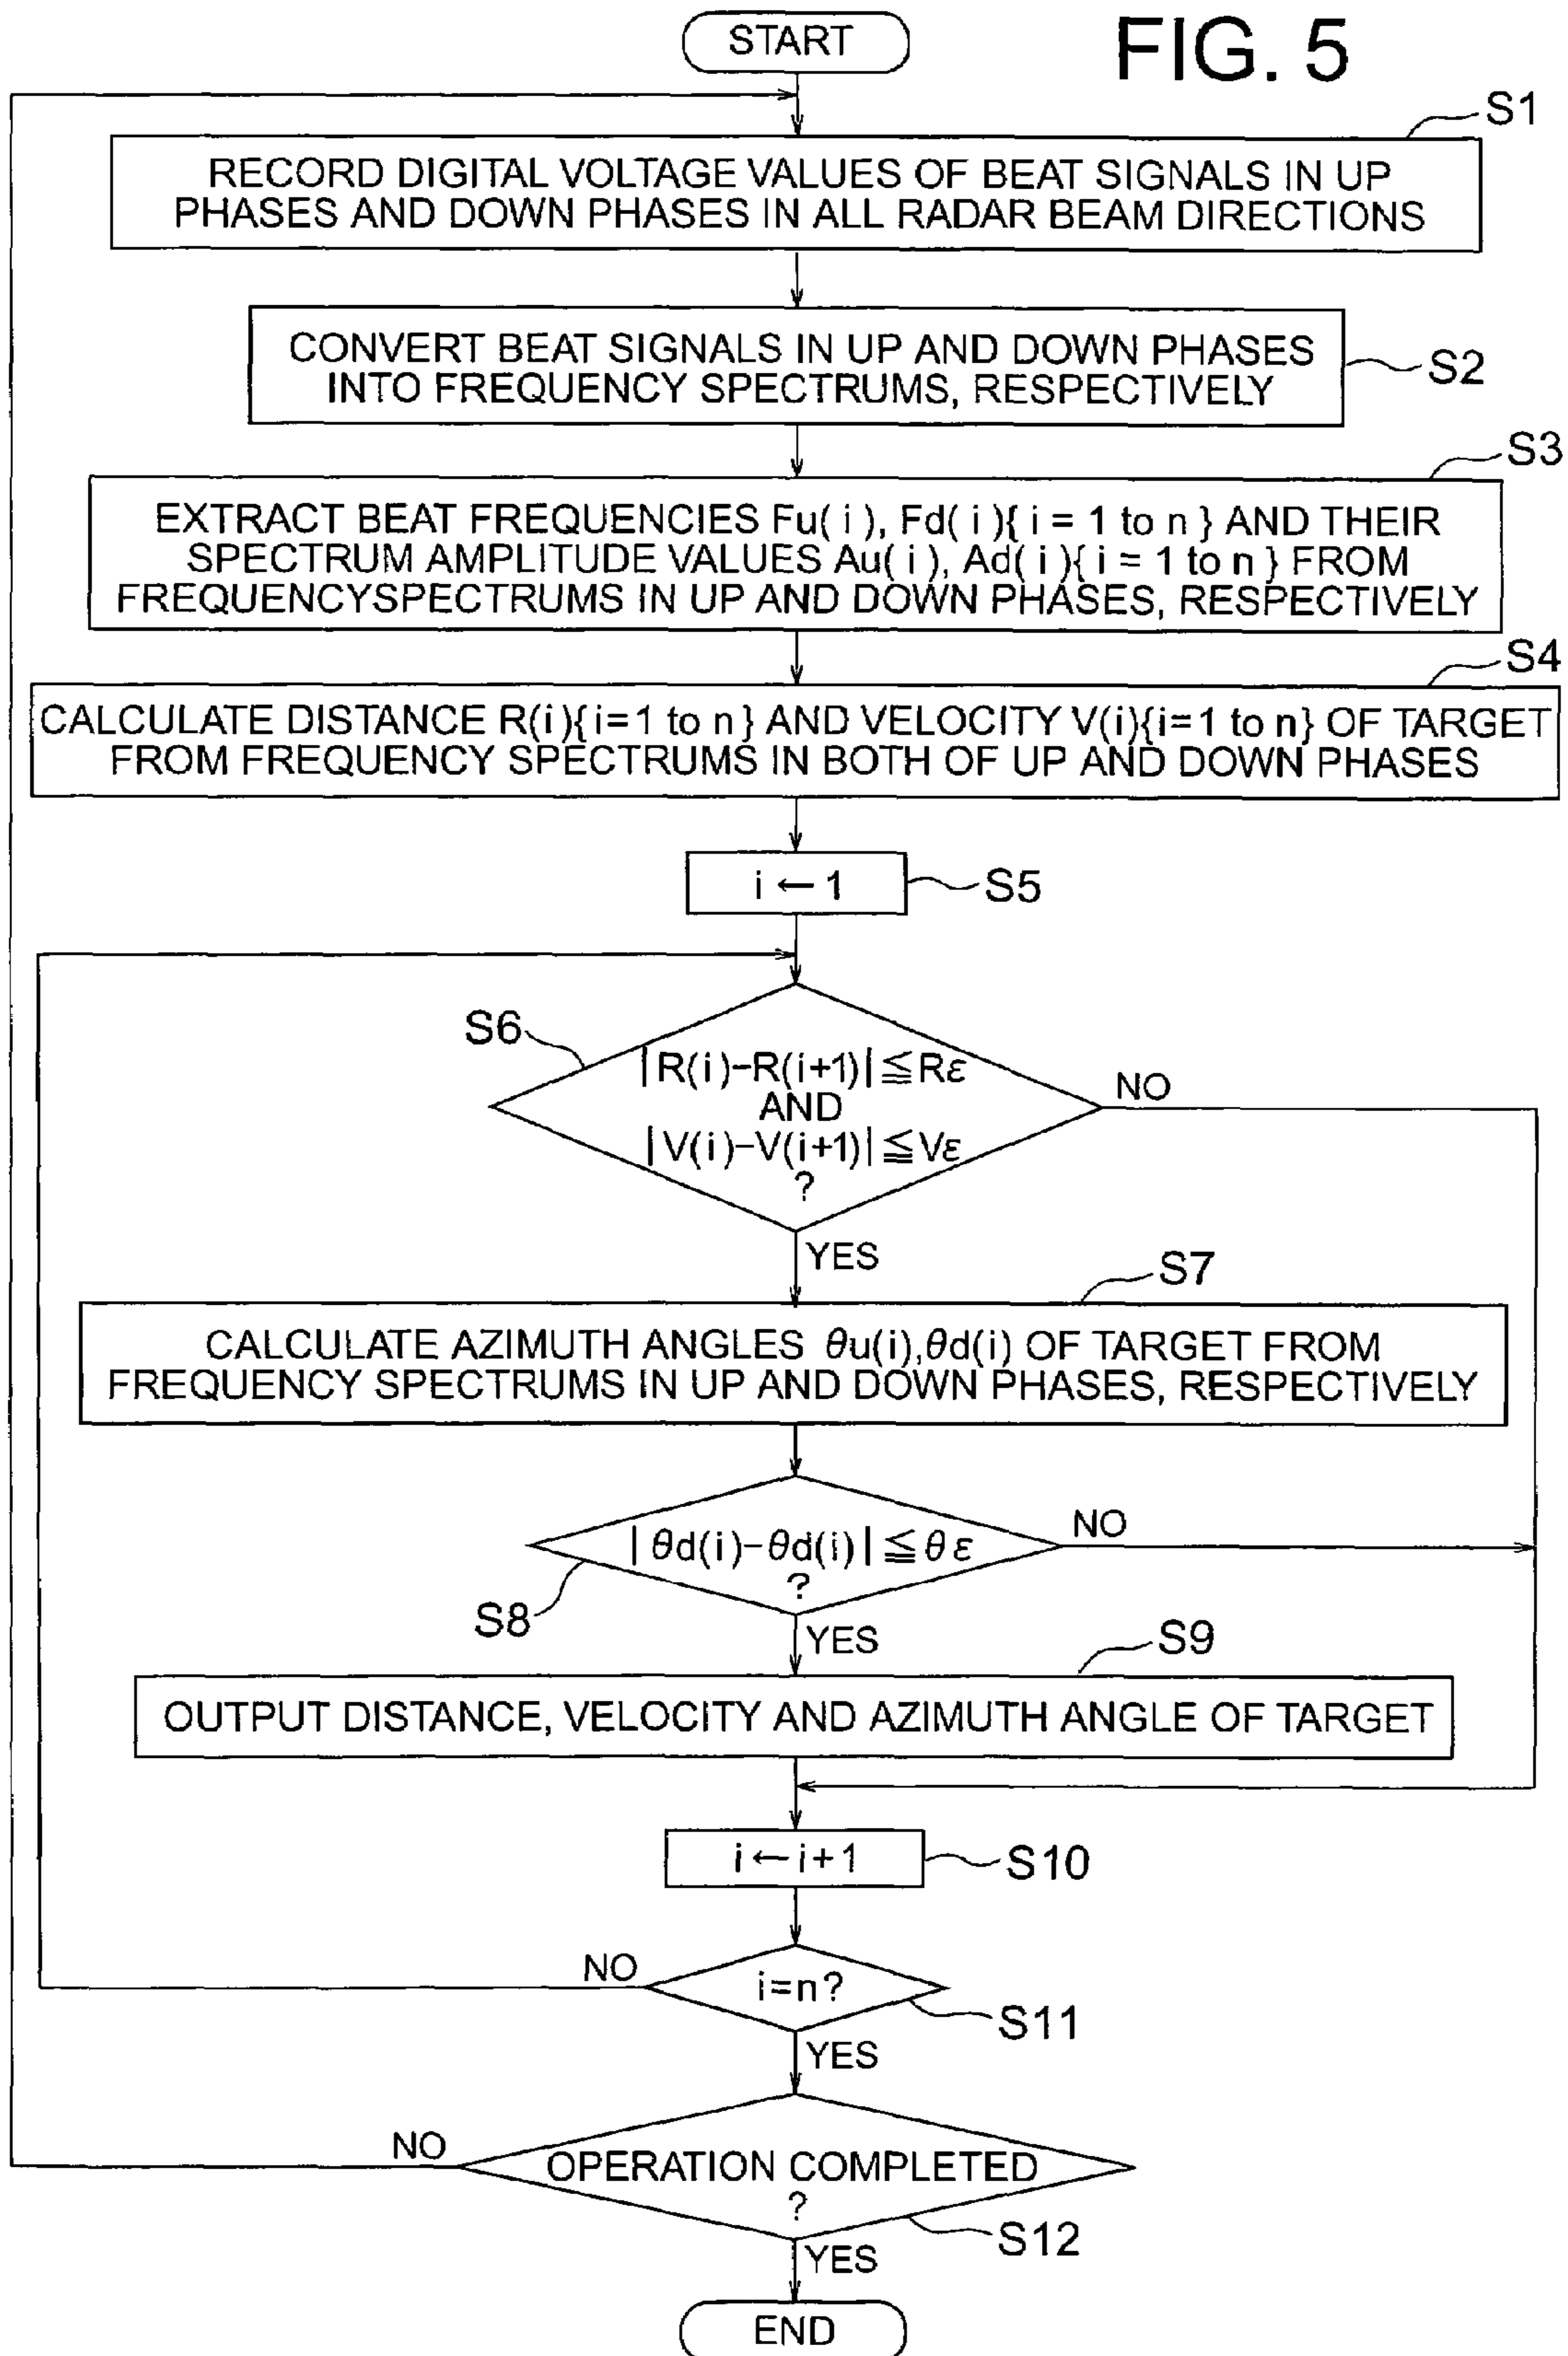 START
FIG. 5
S1
RECORD DIGITAL VOLTAGE VALUES OF BEAT SIGNALS IN UP
PHASES AND DOWN PHASES IN ALL RADAR BEAM DIRECTIONS
CONVERT BEAT SIGNALS IN UP AND DOWN PHASES
INTO FREQUENCY SPECTRUMS, RESPECTIVELY
S2
S3
EXTRACT BEAT FREQUENCIES Fu( i ), Fd( i ){ i = 1 to n } AND THEIR
SPECTRUM AMPLITUDE VALUES Au( i ), Ad( i ){ i = 1 to n } FROM
FREQUENCYSPECTRUMS IN UP AND DOWN PHASES, RESPECTIVELY
S4
CALCULATE DISTANCE R(i){i=1 to n} AND VELOCITY V(i){i=1 to n} OF TARGET
FROM FREQUENCY SPECTRUMS IN BOTH OF UP AND DOWN PHASES
i ← 1
S5
S6
|R(i)-R(i+1)|≦Rε
AND
|V(i)-V(i+1)|≦Vε
?
NO
YES
S7
CALCULATE AZIMUTH ANGLES θu(i),θd(i) OF TARGET FROM
FREQUENCY SPECTRUMS IN UP AND DOWN PHASES, RESPECTIVELY
| θd(i)-θd(i)| ≦ θ ε
?
NO
S8
YES
S9
OUTPUT DISTANCE, VELOCITY AND AZIMUTH ANGLE OF TARGET
i ← i+1
S10
NO
i=n?
S11
YES
NO
OPERATION COMPLETED
?
S12
YES
END